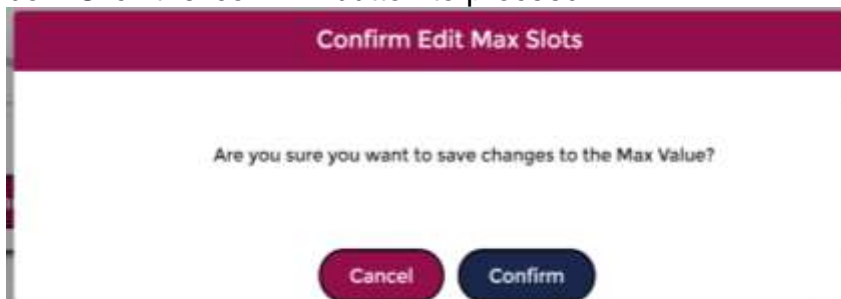 Confirm Edit Max Slots
Are you sure you want to save changes to the Max Value?
Cancel Confirm